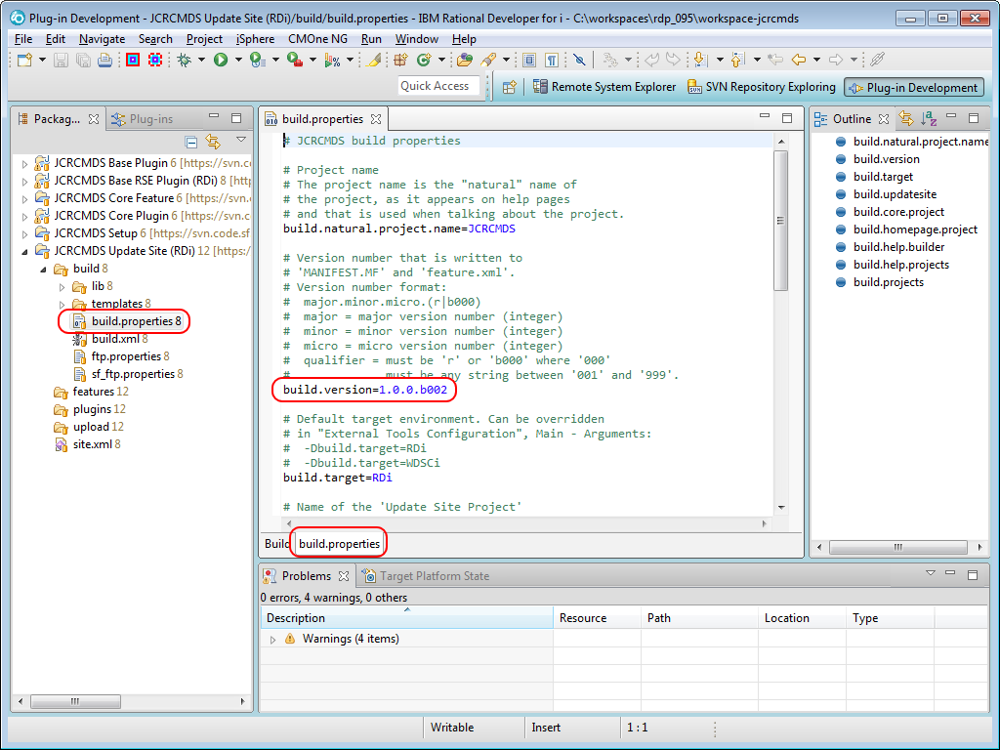 Plug-in Development - JCRCMDS Update Site (RDi)/build/build.properties - IBM Rational Developer for i - C:\workspaces\rdp_095\workspace-jcrcmds
File Edit Navigate Search Project iSphere CMOne NG Run Window Help
Quick Access
Remote System Explorer
SVN Repository Exploring
Plug-in Development
Packag...
Plug-ins
JCRCMDS Base Plugin 6 [https://svn.c
JCRCMDS Base RSE Plugin (RDi) 8 [http
JCRCMDS Core Feature 6 [https://svn.c
JCRCMDS Core Plugin 6 [https://svn.co
JCRCMDS Setup 6 [https://svn.code.sf
JCRCMDS Update Site (RDi) 12 [https:/
build 8
lib 8
templates 8
build.properties 8
build.xml 8
ftp.properties 8
sf_ftp.properties 8
features 12
plugins 12
upload 12
site.xml 8
build.properties
# JCRCMDS build properties
# Project name
# The project name is the "natural" name of
# the project, as it appears on help pages
# and that is used when talking about the project.
build.natural.project.name=JCRCMDS
# Version number that is written to
# 'MANIFEST.MF' and 'feature.xml'.
# Version number format:
#  major.minor.micro.(r|b000)
#  major = major version number (integer)
#  minor = minor version number (integer)
#  micro = micro version number (integer)
#  qualifier = must be 'r' or 'b000' where '000'
#              must be any string between '001' and '999'.
build.version=1.0.0.b002
# Default target environment. Can be overridden
# in "External Tools Configuration", Main - Arguments:
#  -Dbuild.target=RDi
#  -Dbuild.target=WDSCi
build.target=RDi
# Name of the 'Update Site Project'
Build
build.properties
Outline
build.natural.project.name
build.version
build.target
build.updatesite
build.core.project
build.homepage.project
build.help.builder
build.help.projects
build.projects
Problems
Target Platform State
0 errors, 4 warnings, 0 others
Description Resource Path Location Type
Warnings (4 items)
Writable Insert 1 : 1